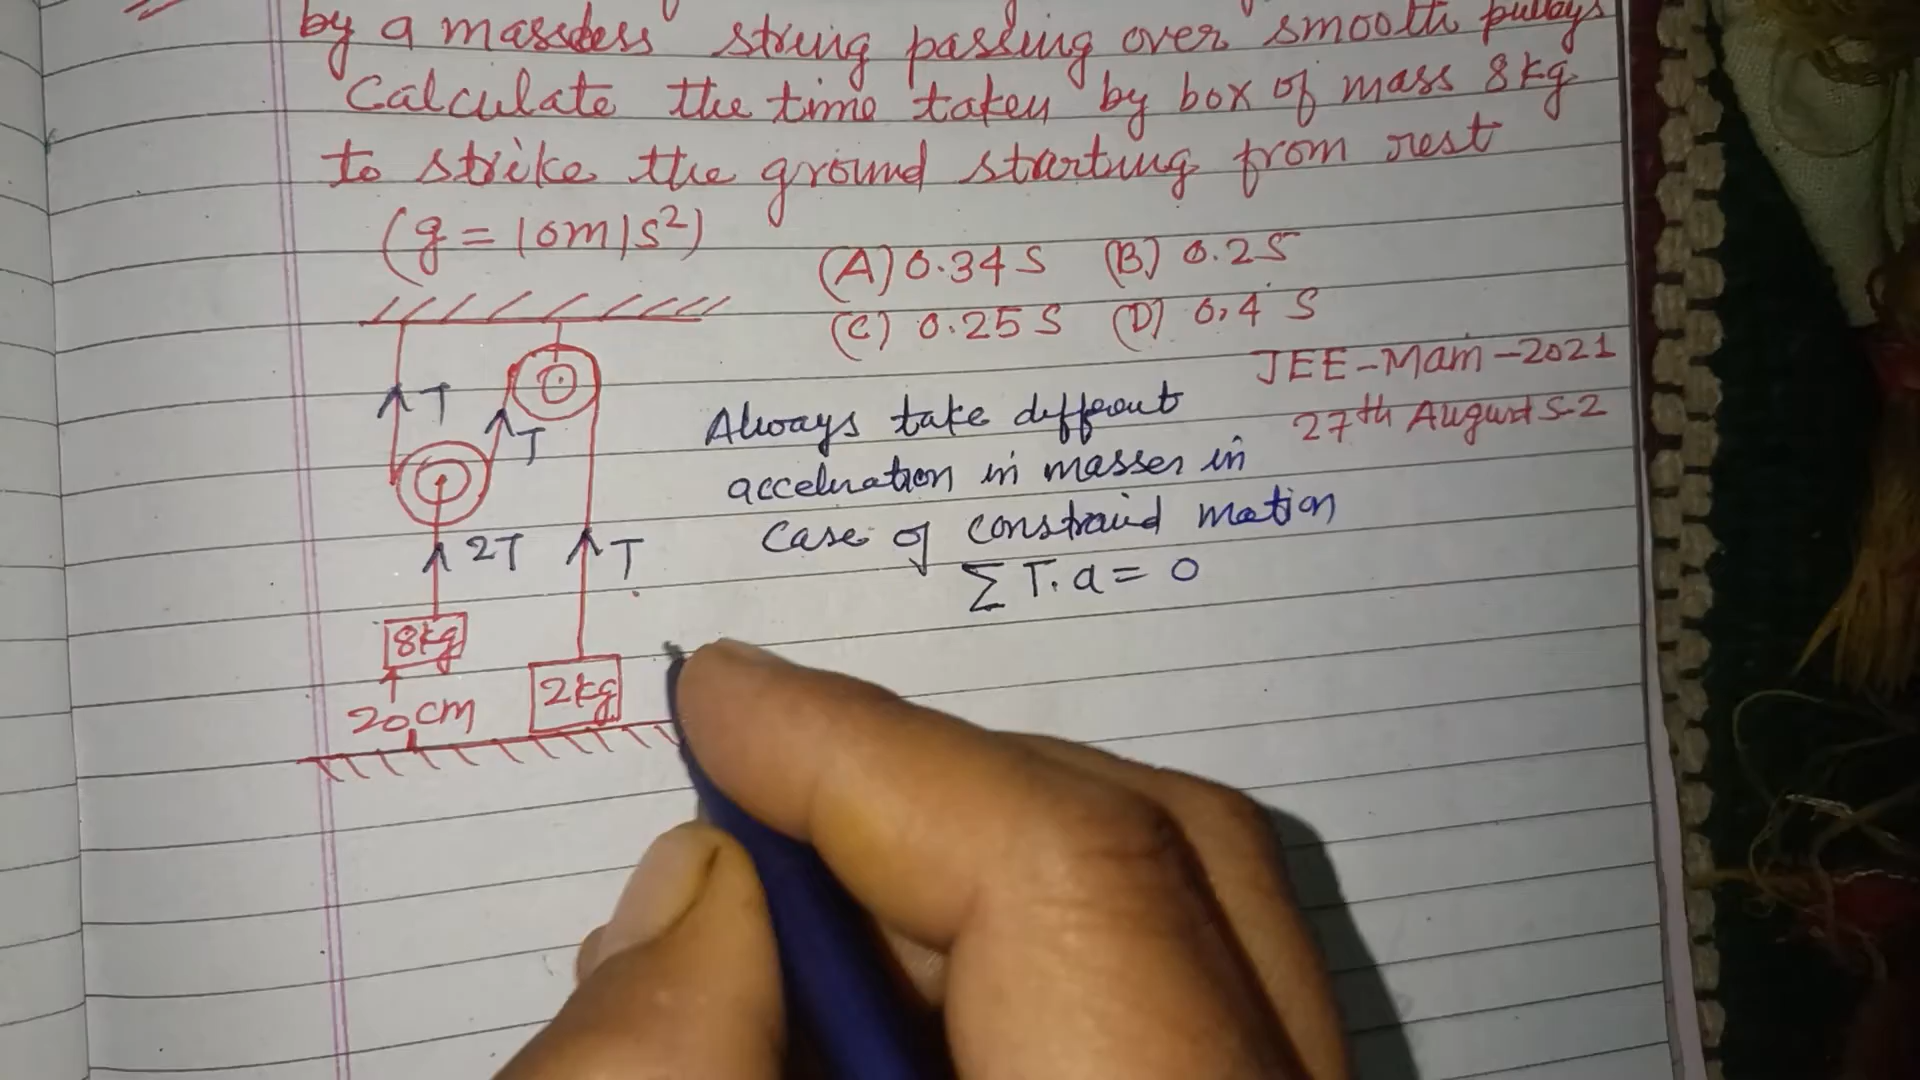 by a massless string passing over smooth pulleys
Calculate the time taken by box of mass 8kg
to strike the ground starting from rest
(g = 10m/s²)
(A) 0.34 S (B) 0.2 S
(C) 0.25 S (D) 0.4 S
JEE-Main-2021
27th August S-2
Always take different
acceleration in masses in
Case of constraind motion
∑ T. a = 0
T
T
2T
T
8kg
2kg
20cm